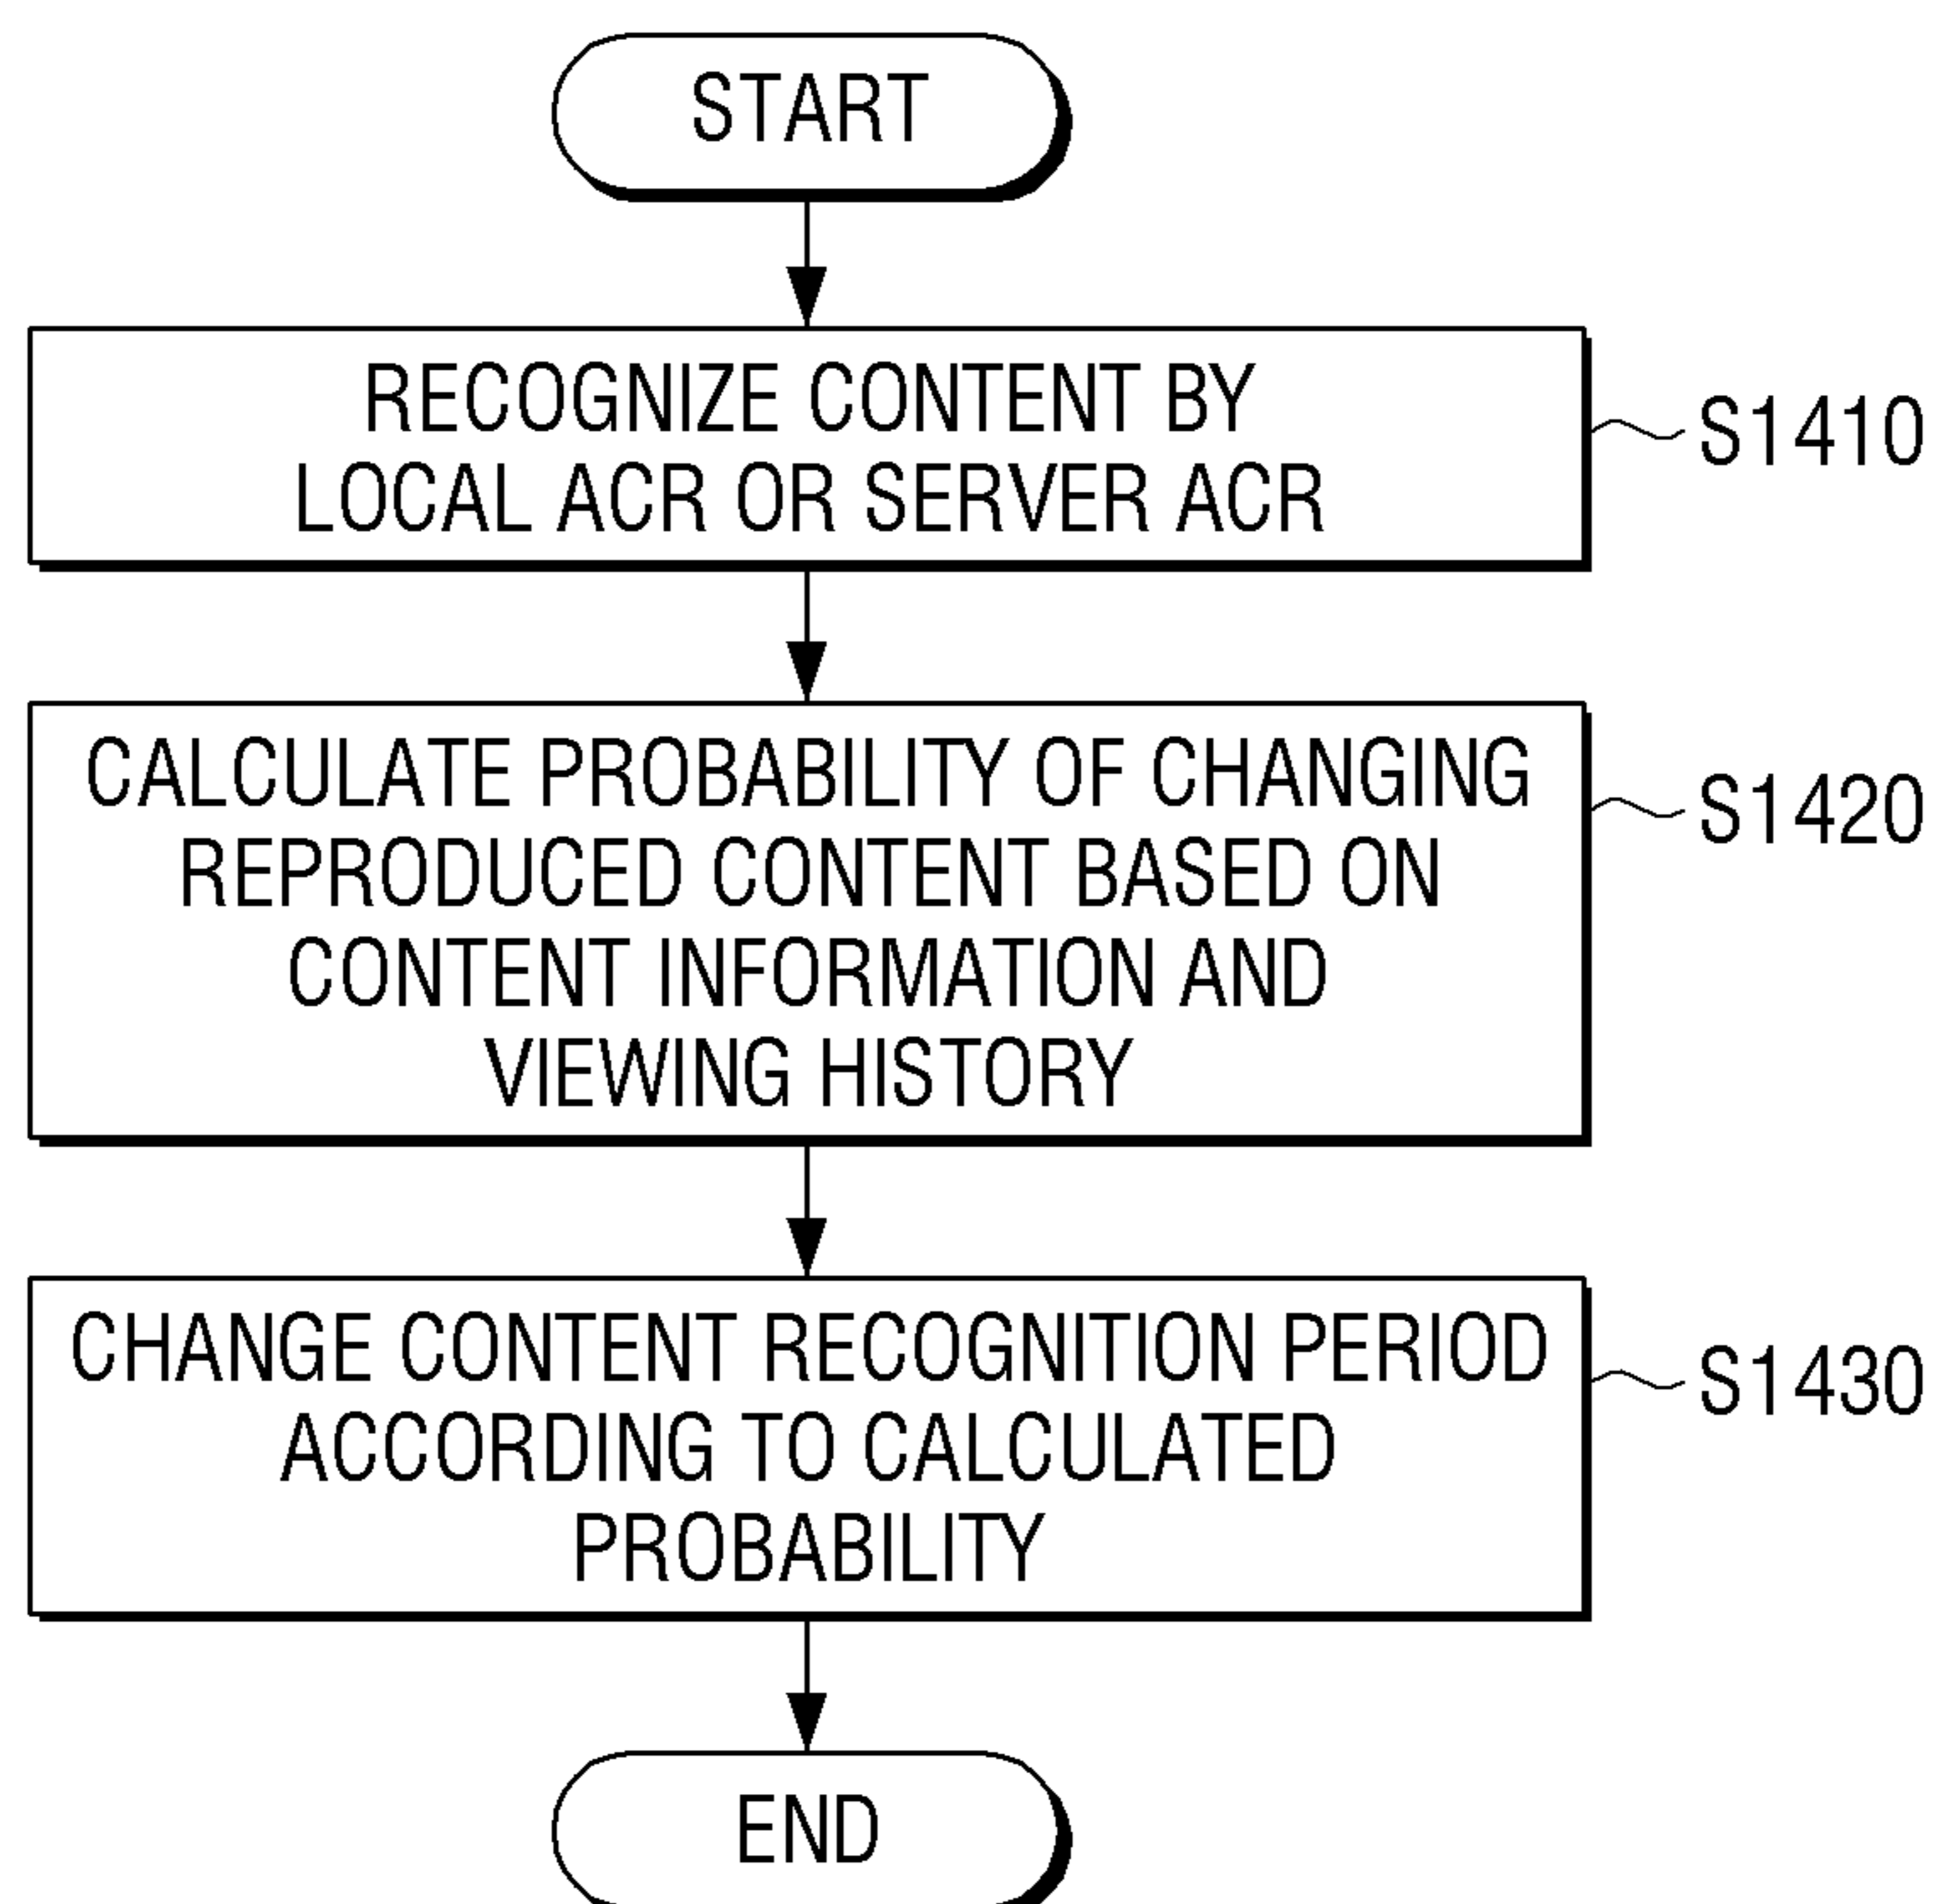 START
RECOGNIZE CONTENT BY
LOCAL ACR OR SERVER ACR
S1410
CALCULATE PROBABILITY OF CHANGING
REPRODUCED CONTENT BASED ON
CONTENT INFORMATION AND
VIEWING HISTORY
S1420
CHANGE CONTENT RECOGNITION PERIOD
ACCORDING TO CALCULATED
PROBABILITY
S1430
END